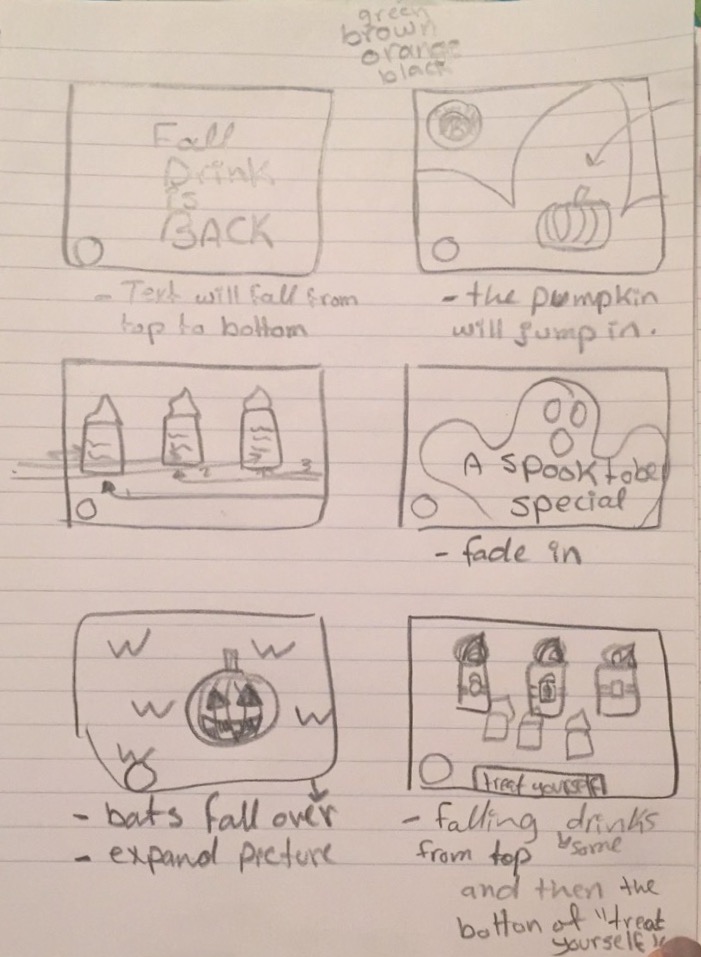 green
brown
orange
black
Fall
Drink
is
BACK
- Text will fall from
top to bottom
- the pumpkin
will jump in.
2
3
A spooktober
special
- fade in
W W
W W
W
treat yourself
- bats fall over
- expand picture
- falling drinks
some
from top
and then the
botton of "treat
yourself"